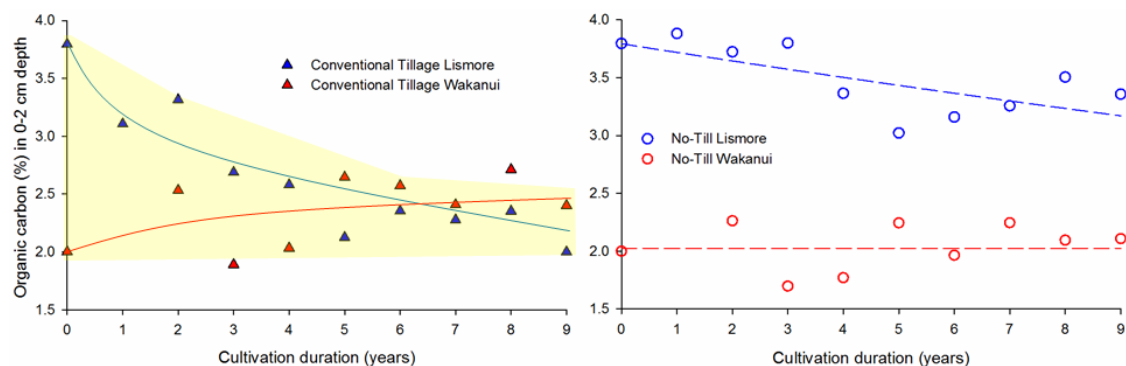 4.0
3.5
3.0
2.5
2.0
1.5
Organic carbon (%) in 0-2 cm depth
Conventional Tillage Lismore
Conventional Tillage Wakanui
0 1 2 3 4 5 6 7 8 9
Cultivation duration (years)
4.0
3.5
3.0
2.5
2.0
1.5
No-Till Lismore
No-Till Wakanui
0 1 2 3 4 5 6 7 8 9
Cultivation duration (years)